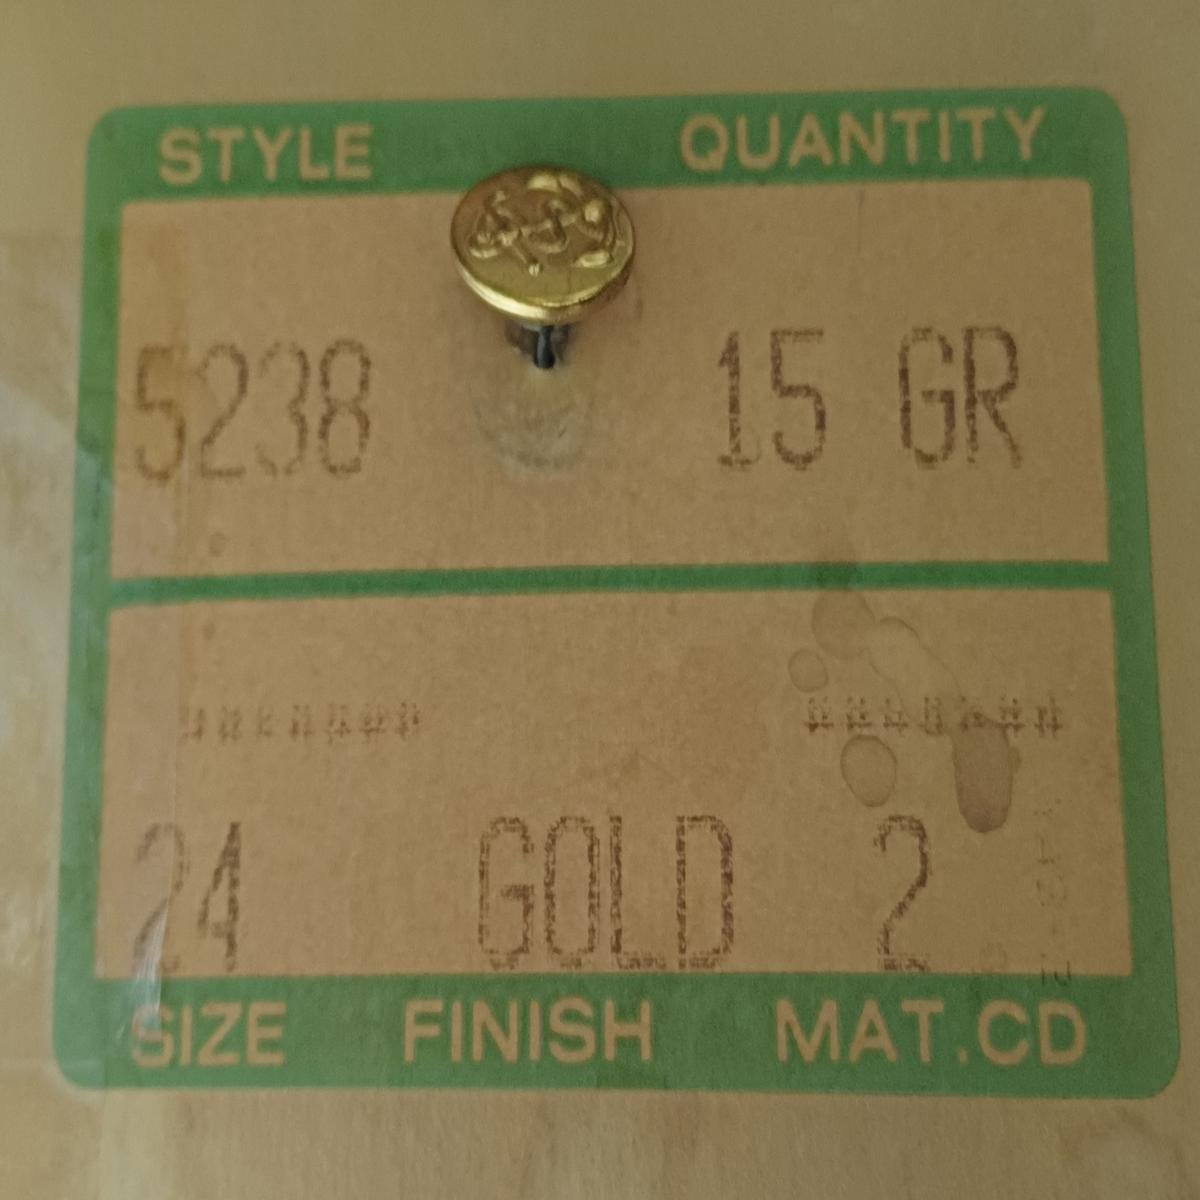 STYLE QUANTITY
5238 15 GR
####### #######
24 GOLD 2
SIZE FINISH MAT.CD